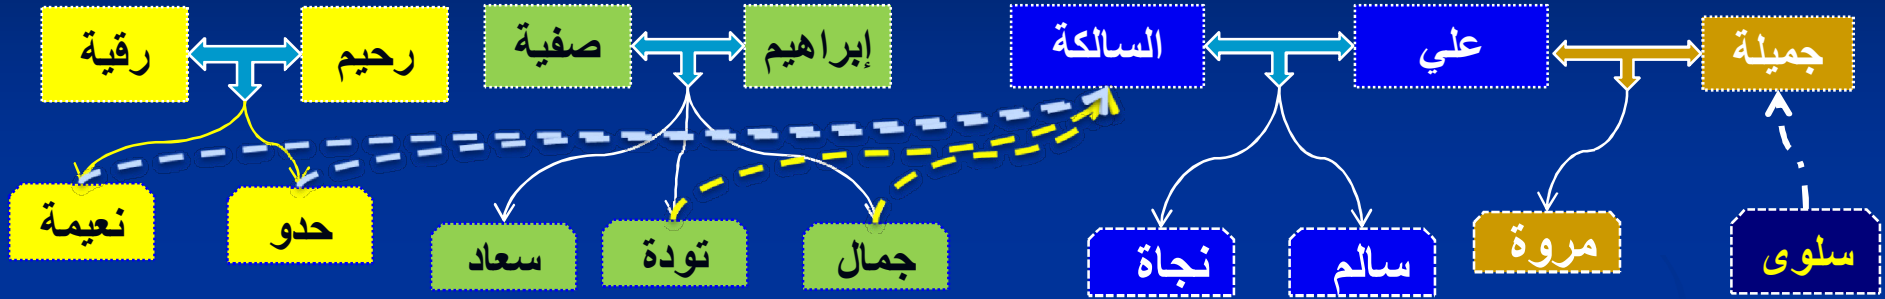 جميلة
علي
السالكة
إبراهيم
صفية
رحيم
رقية
سلوى
مروة
سالم
نجاة
جمال
تودة
سعاد
حدو
نعيمة